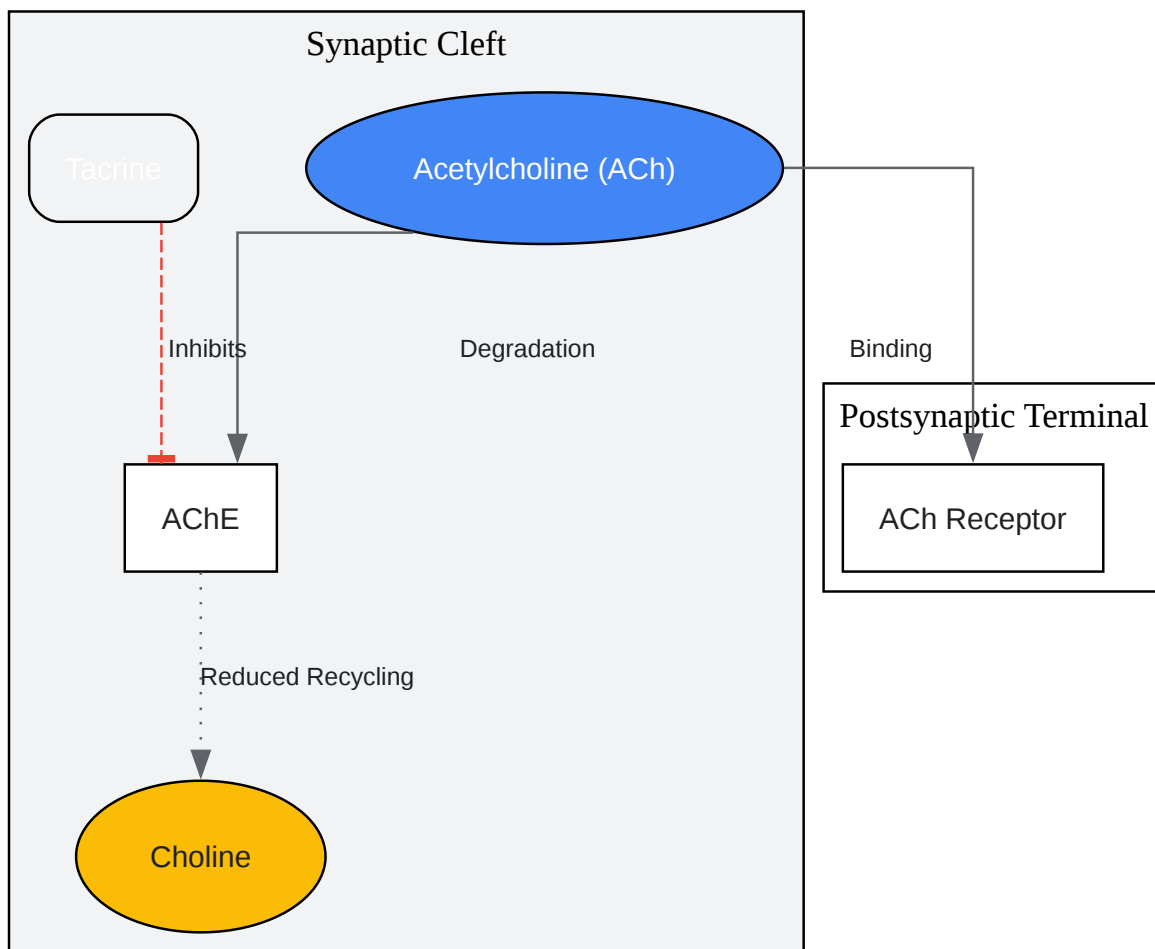 Synaptic Cleft
Tacrine
Acetylcholine (ACh)
Inhibits
Degradation
Binding
Postsynaptic Terminal
AChE
ACh Receptor
Reduced Recycling
Choline